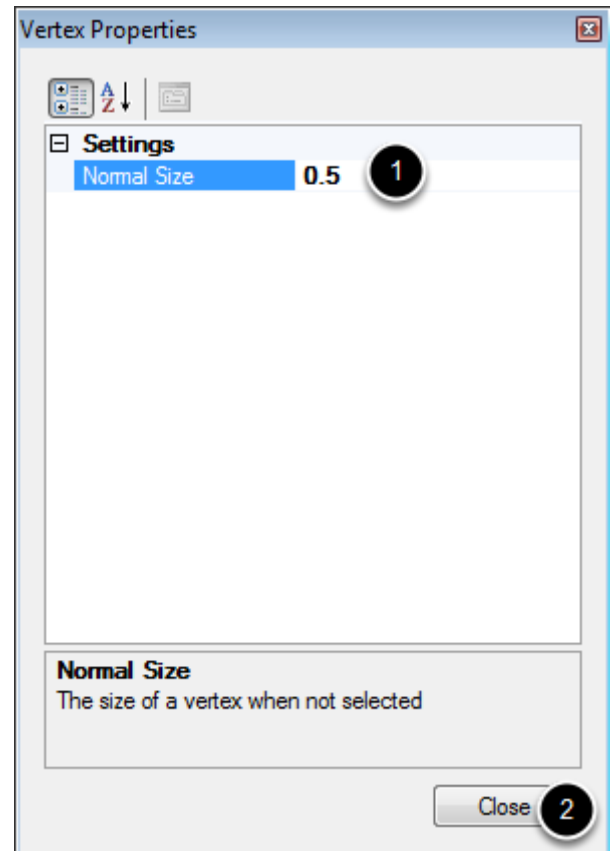 Vertex Properties
A
Z
Settings
Normal Size 0.5 1
Normal Size
The size of a vertex when not selected
Close 2